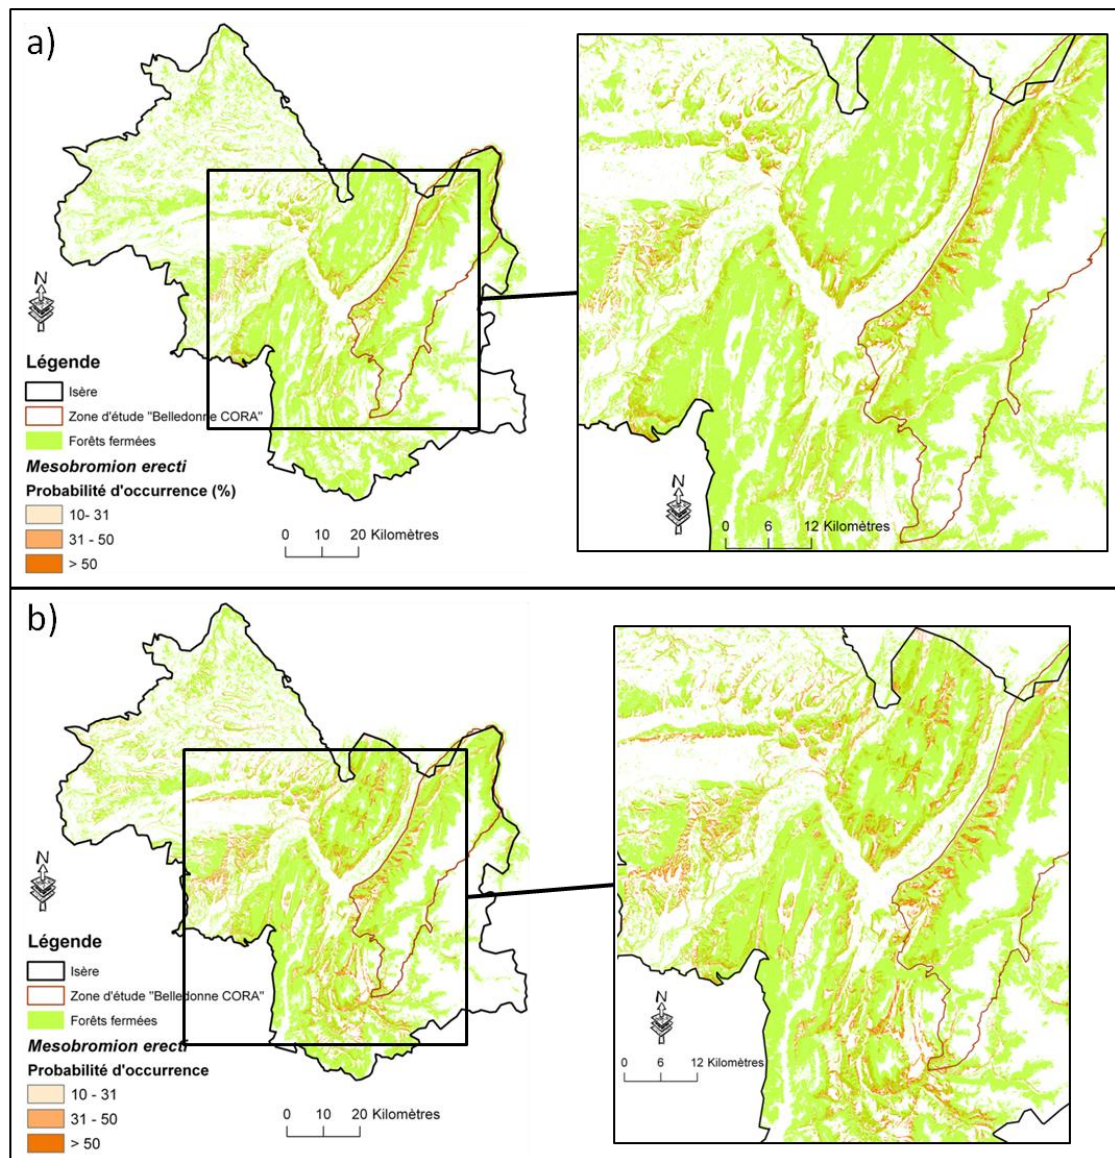 a)
N
Légende
Isère
Zone d'étude "Belledonne CORA"
Forêts fermées
Mesobromion erecti
Probabilité d'occurrence (%)
10- 31
31 - 50
> 50
0 10 20 Kilomètres
N
0 6 12 Kilomètres
b)
N
Légende
Isère
Zone d'étude "Belledonne CORA"
Forêts fermées
Mesobromion erecti
Probabilité d'occurrence
10 - 31
31 - 50
> 50
0 10 20 Kilomètres
N
0 6 12 Kilomètres